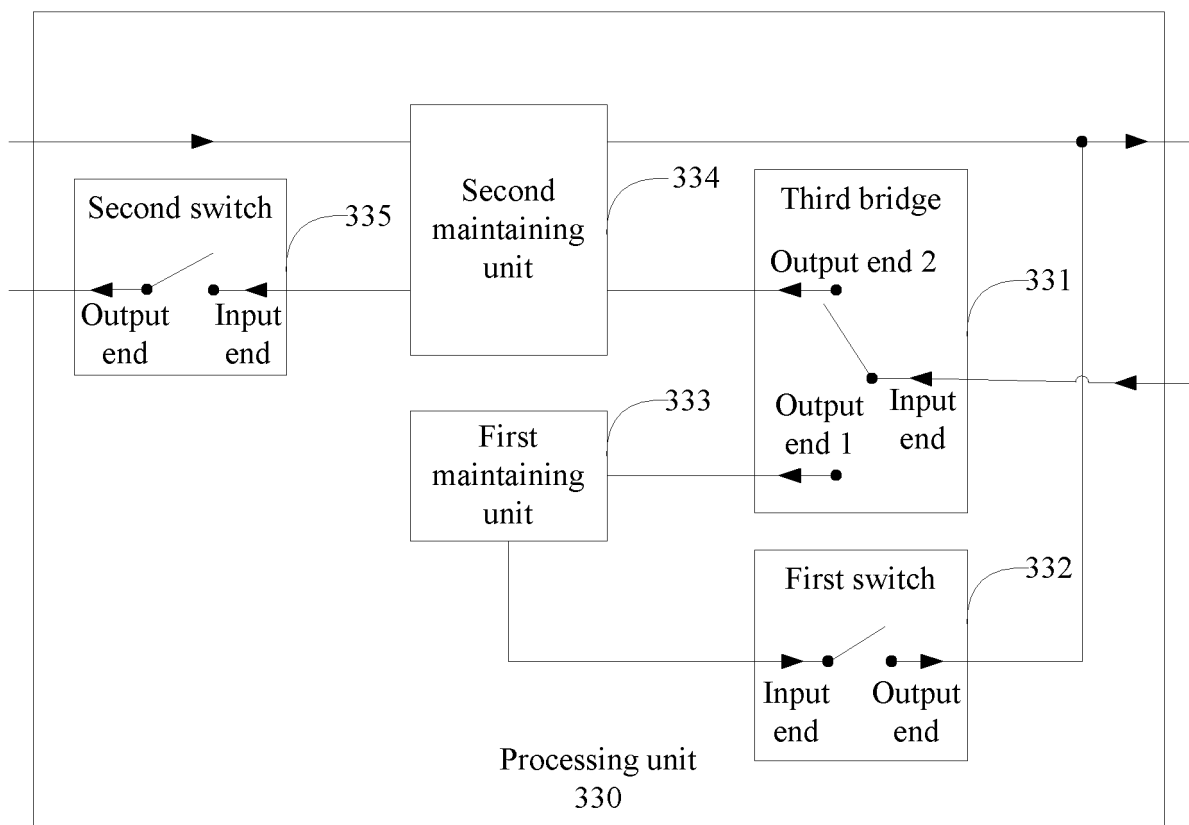 Second switch
335
Output
end
Input
end
Second
maintaining
unit
334
Third bridge
Output end 2
331
Output
end 1
Input
end
First
maintaining
unit
333
First switch
332
Input
end
Output
end
Processing unit
330